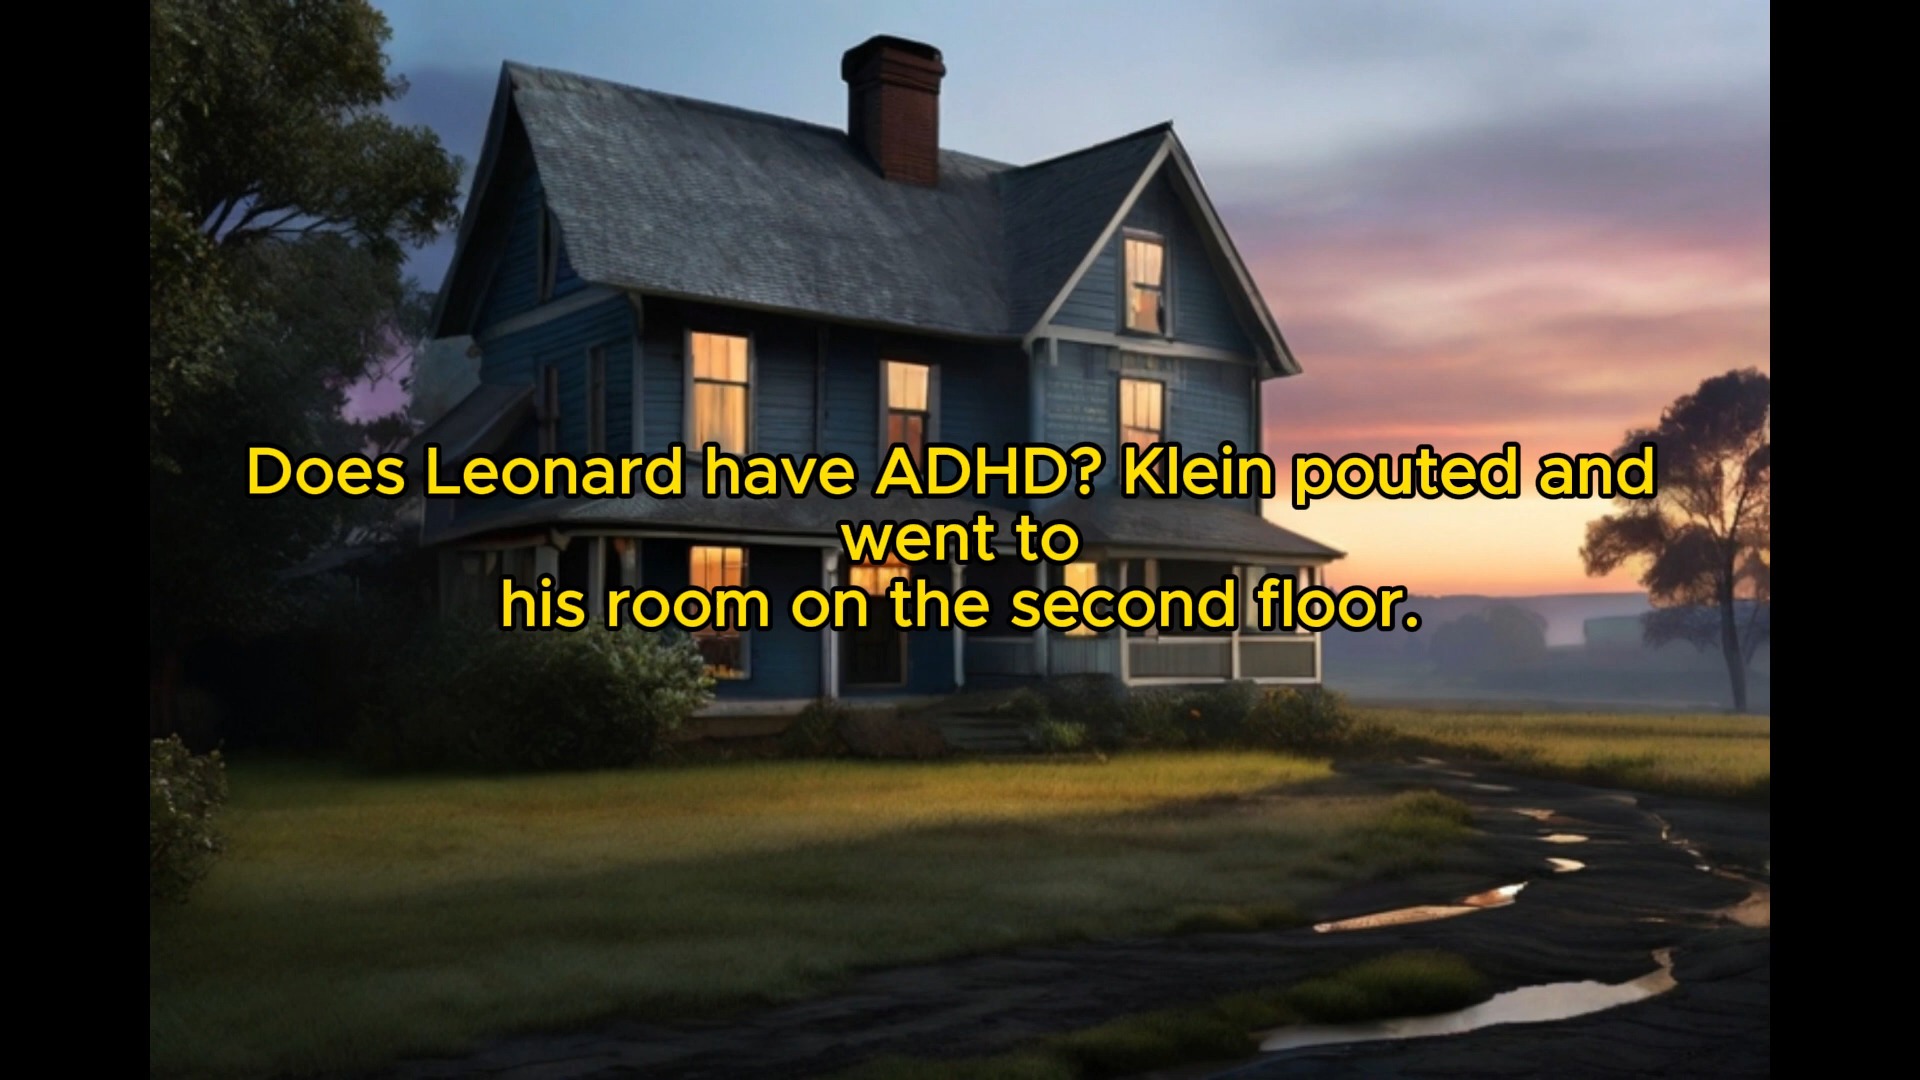 Does Leonard have ADHD? Klein pouted and
went to
his room on the second floor.